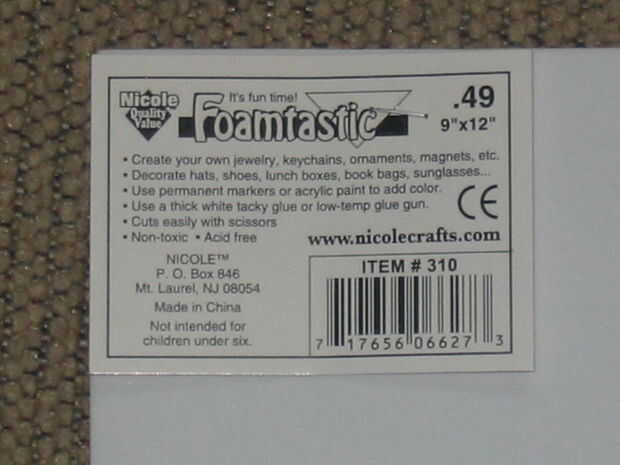 Nicole
Quality
Value
It's fun time!
Foamtastic
.49
9"x12"
• Create your own jewelry, keychains, ornaments, magnets, etc.
• Decorate hats, shoes, lunch boxes, book bags, sunglasses...
• Use permanent markers or acrylic paint to add color.
• Use a thick white tacky glue or low-temp glue gun.
• Cuts easily with scissors
• Non-toxic • Acid free
CE
www.nicolecrafts.com
NICOLE™
P. O. Box 846
Mt. Laurel, NJ 08054
Made in China
Not intended for
children under six.
ITEM # 310
7 17656 06627 3